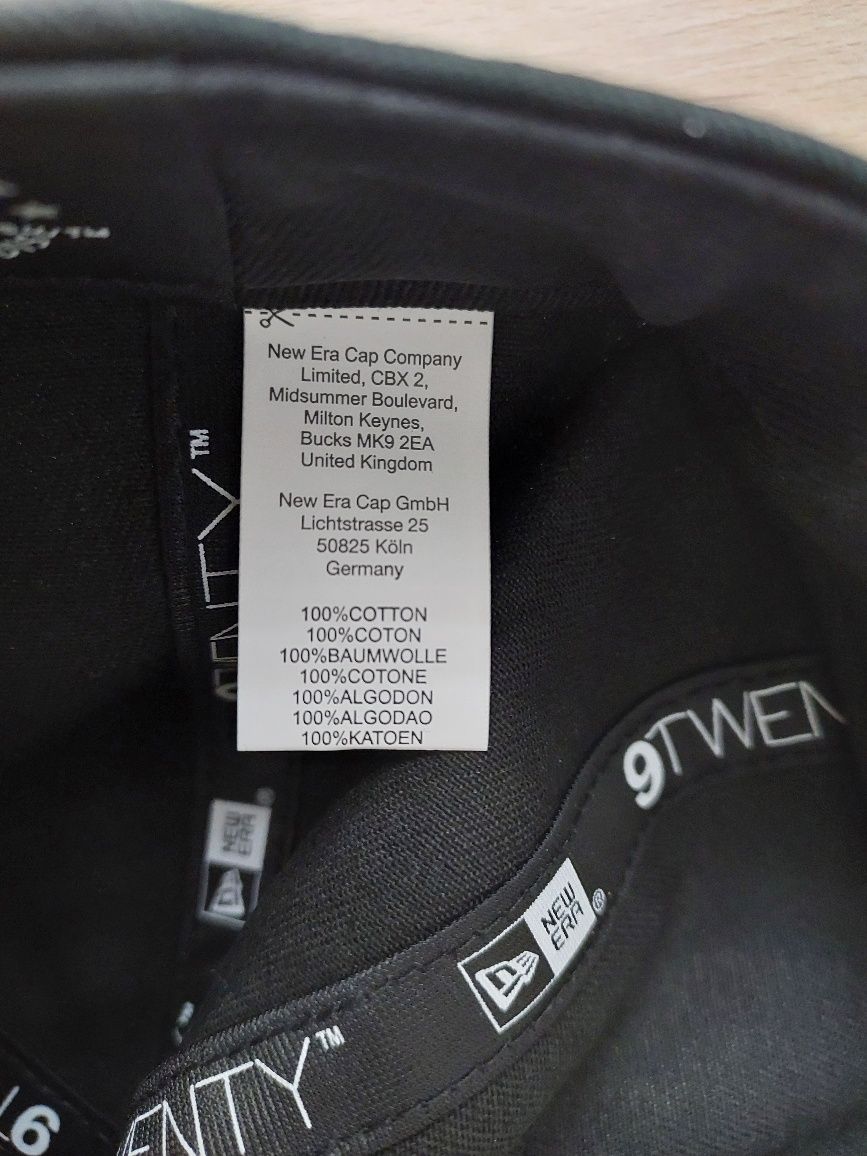 New Era Cap Company
Limited, CBX 2,
Midsummer Boulevard,
Milton Keynes,
Bucks MK9 2EA
United Kingdom
New Era Cap GmbH
Lichtstrasse 25
50825 Köln
Germany
100%COTTON
100%COTON
100%BAUMWOLLE
100%COTONE
100%ALGODON
100%ALGODAO
100%KATOEN
ENTY™
NEW
ERA
9TWEN
NEW
ERA®
ENTY™